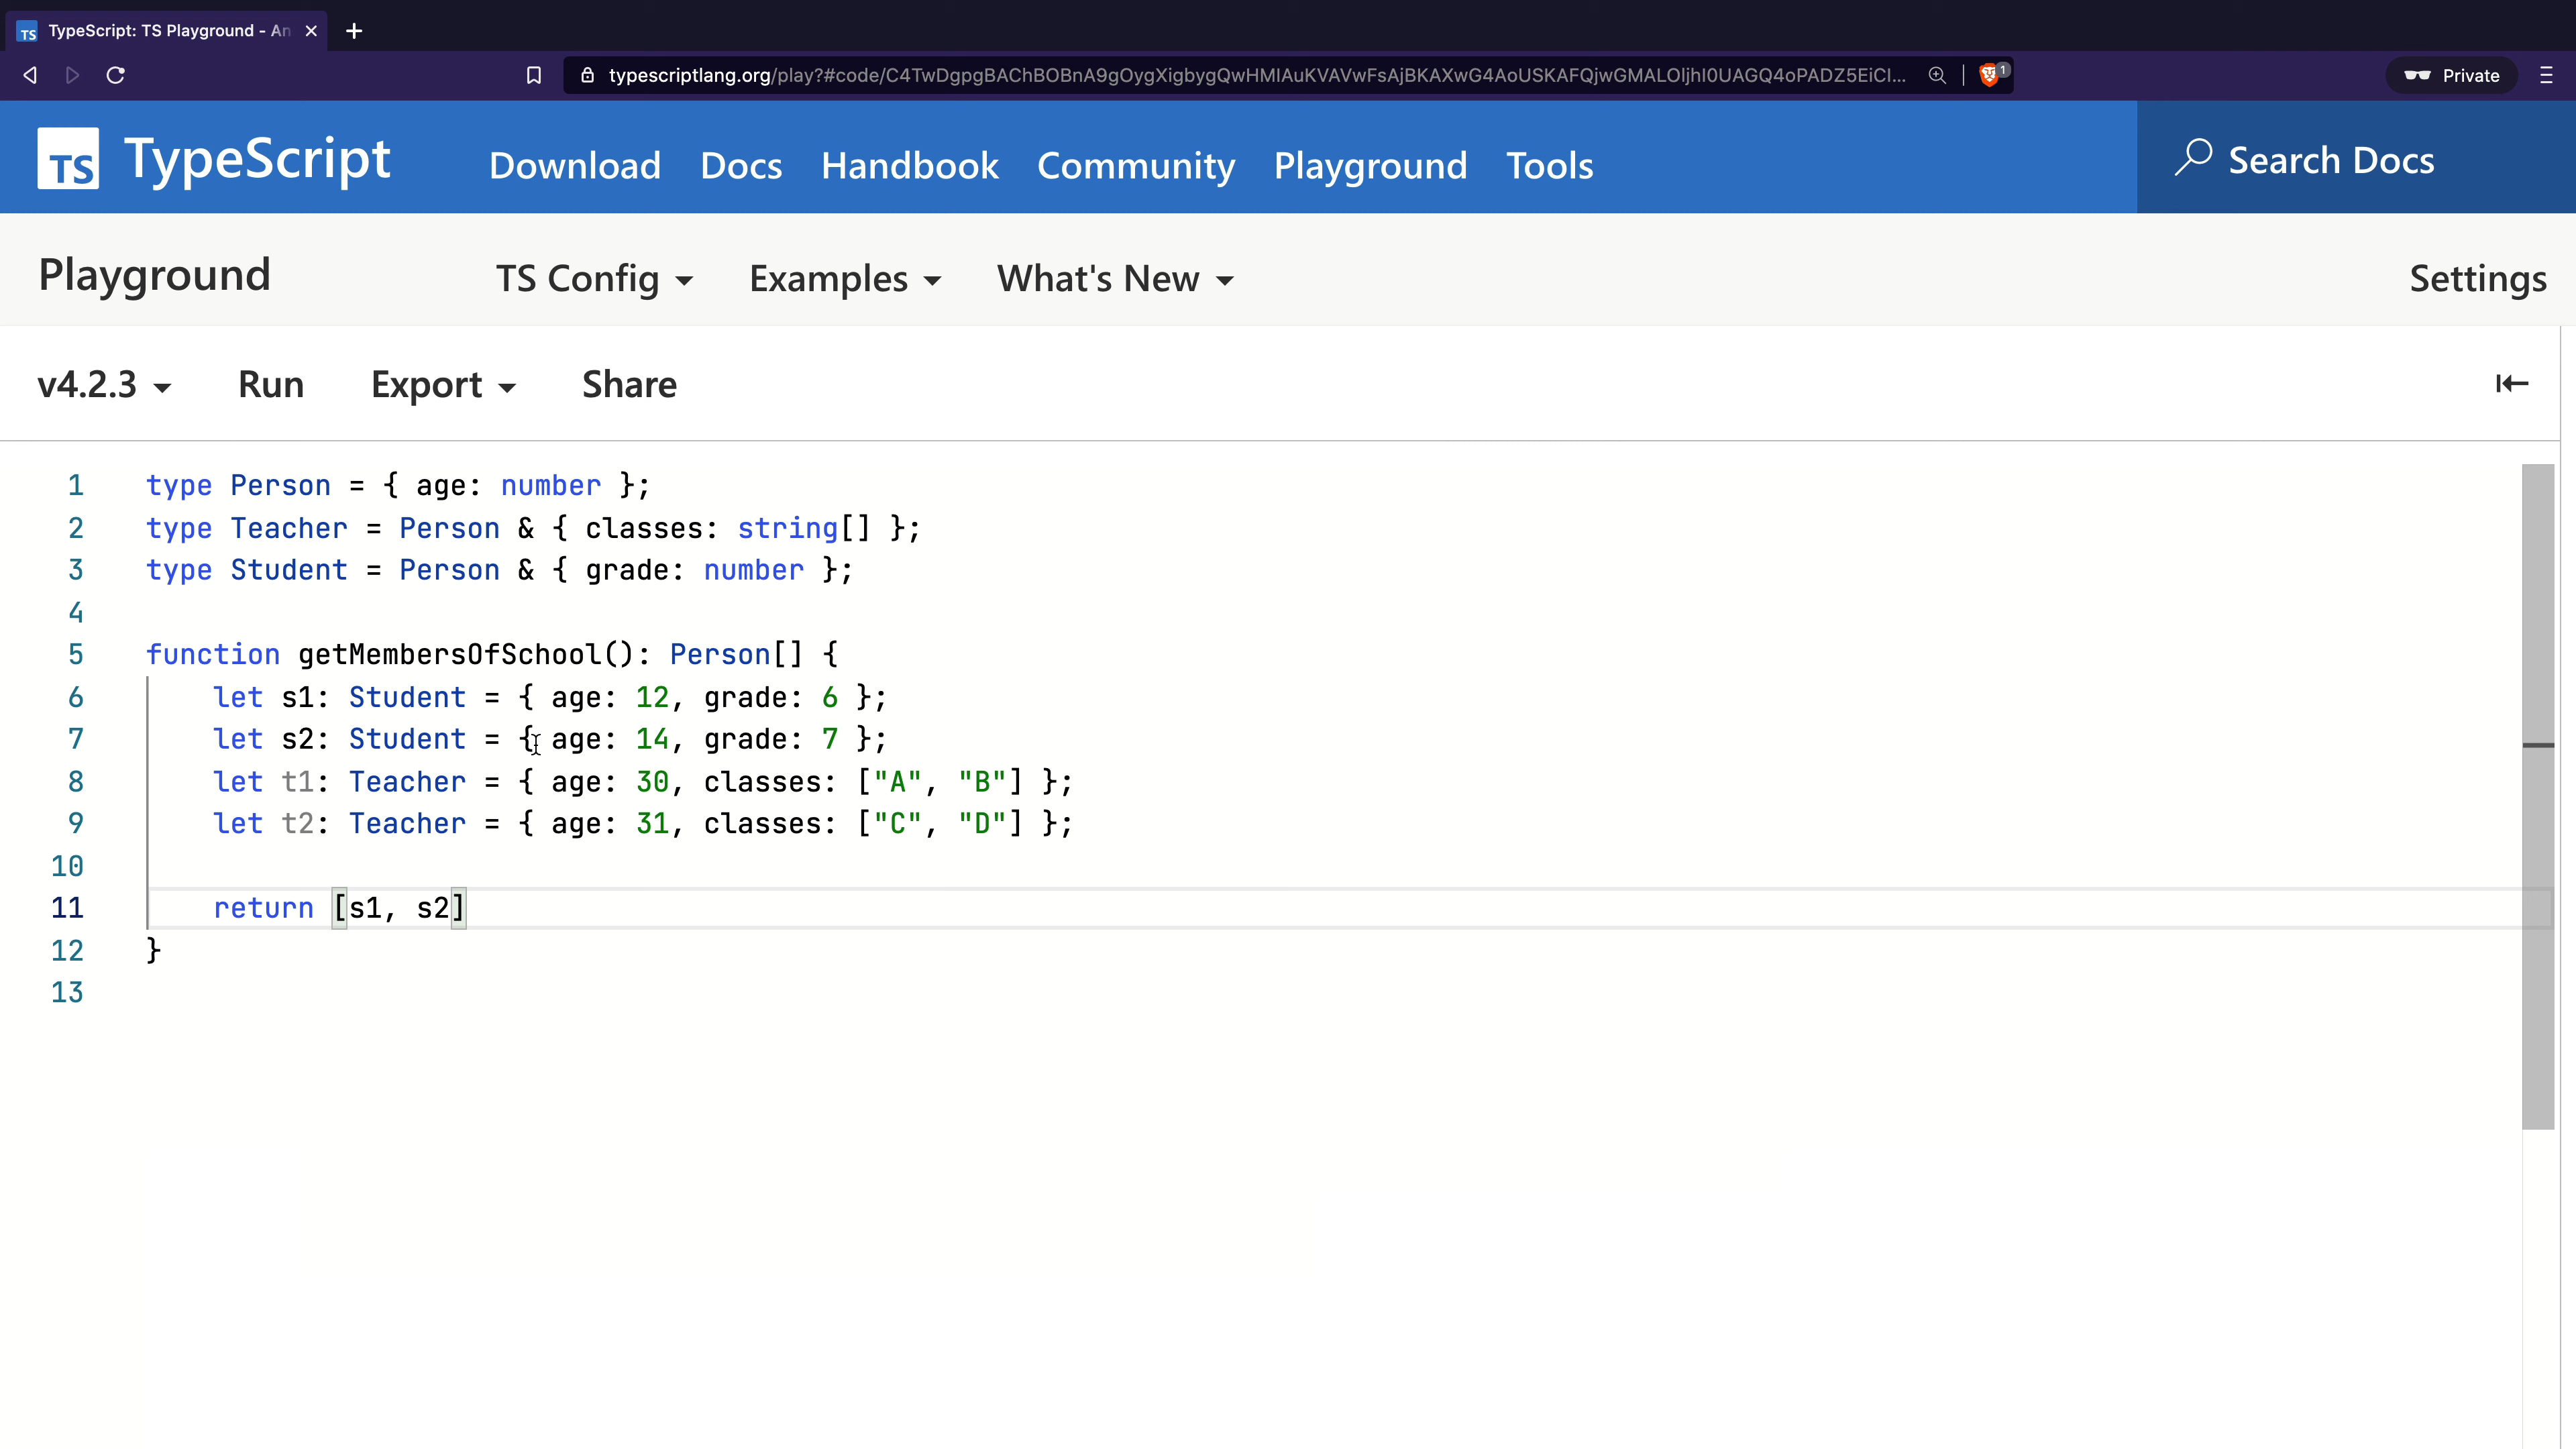 TS TypeScript: TS Playground - An
typescriptlang.org/play?#code/C4TwDgpgBAChBOBnA9gOygXigbygQwHMIAuKVAVwFsAjBKAXwG4AoUSKAFQjwGMALOIjhI0UAGQ4oPADZ5EiCI... 1 Private
TS TypeScript Download Docs Handbook Community Playground Tools Search Docs
Playground TS Config Examples What's New Settings
v4.2.3 Run Export Share
1 type Person = { age: number };
2 type Teacher = Person & { classes: string[] };
3 type Student = Person & { grade: number };
4
5 function getMembersOfSchool(): Person[] {
6 let s1: Student = { age: 12, grade: 6 };
7 let s2: Student = { age: 14, grade: 7 };
8 let t1: Teacher = { age: 30, classes: ["A", "B"] };
9 let t2: Teacher = { age: 31, classes: ["C", "D"] };
10
11 return [s1, s2]
12 }
13